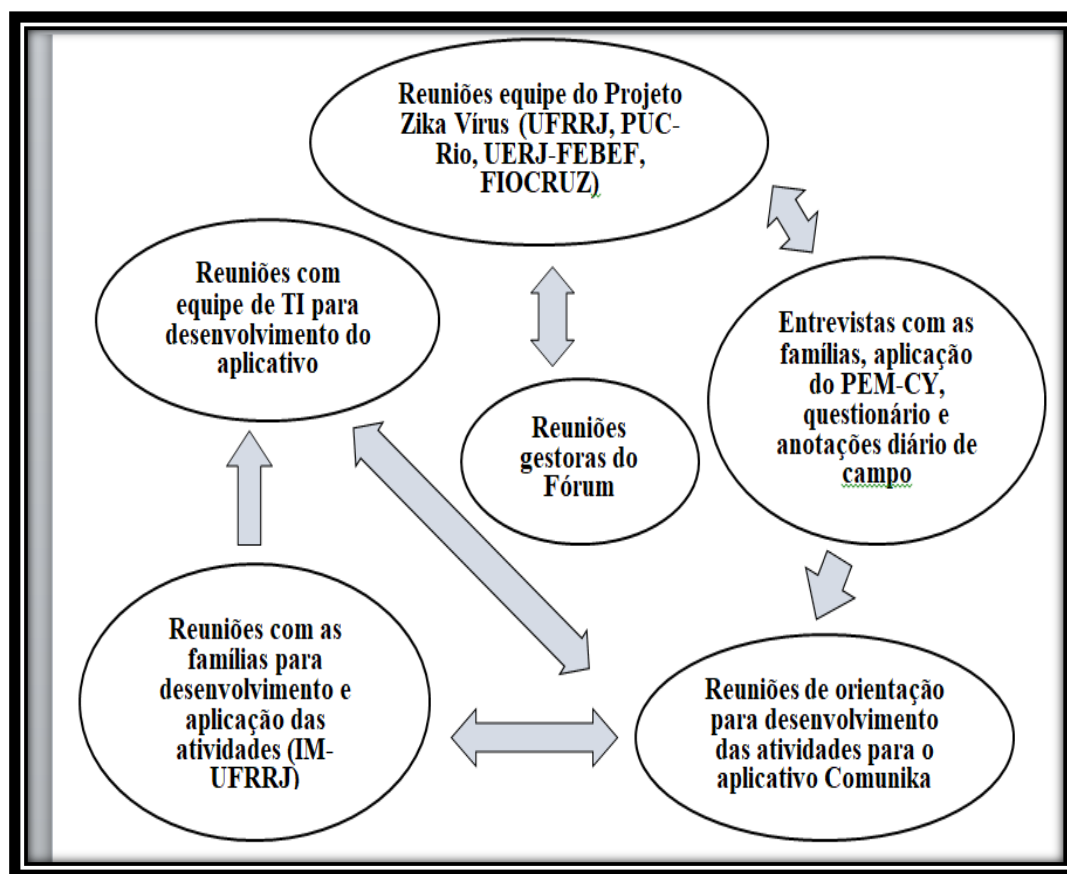 Reuniões equipe do Projeto
Zika Vírus (UFRRJ, PUC-
Rio, UERJ-FEBEF,
FIOCRUZ)
Reuniões com
equipe de TI para
desenvolvimento do
aplicativo
Entrevistas com as
famílias, aplicação
do PEM-CY,
questionário e
anotações diário de
campo
Reuniões
gestoras do
Fórum
Reuniões com as
famílias para
desenvolvimento e
aplicação das
atividades (IM-
UFRRJ)
Reuniões de orientação
para desenvolvimento
das atividades para o
aplicativo Comunika